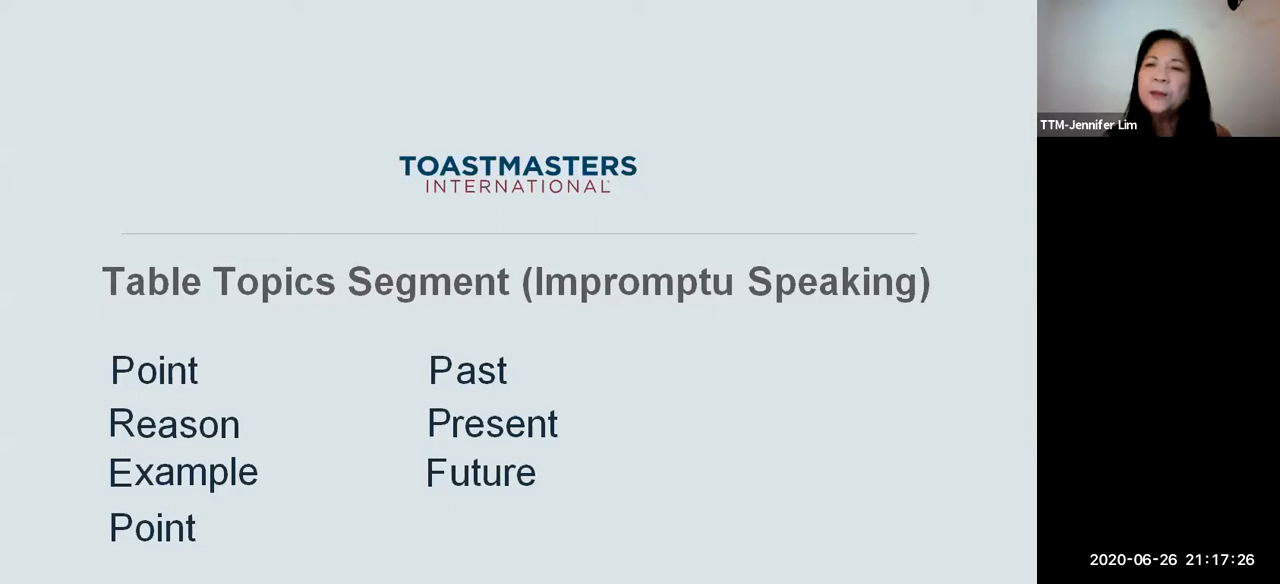 TOASTMASTERS
INTERNATIONAL
Table Topics Segment (Impromptu Speaking)
Point
Reason
Example
Point
Past
Present
Future
TTM-Jennifer Lim
2020-06-26 21:17:26